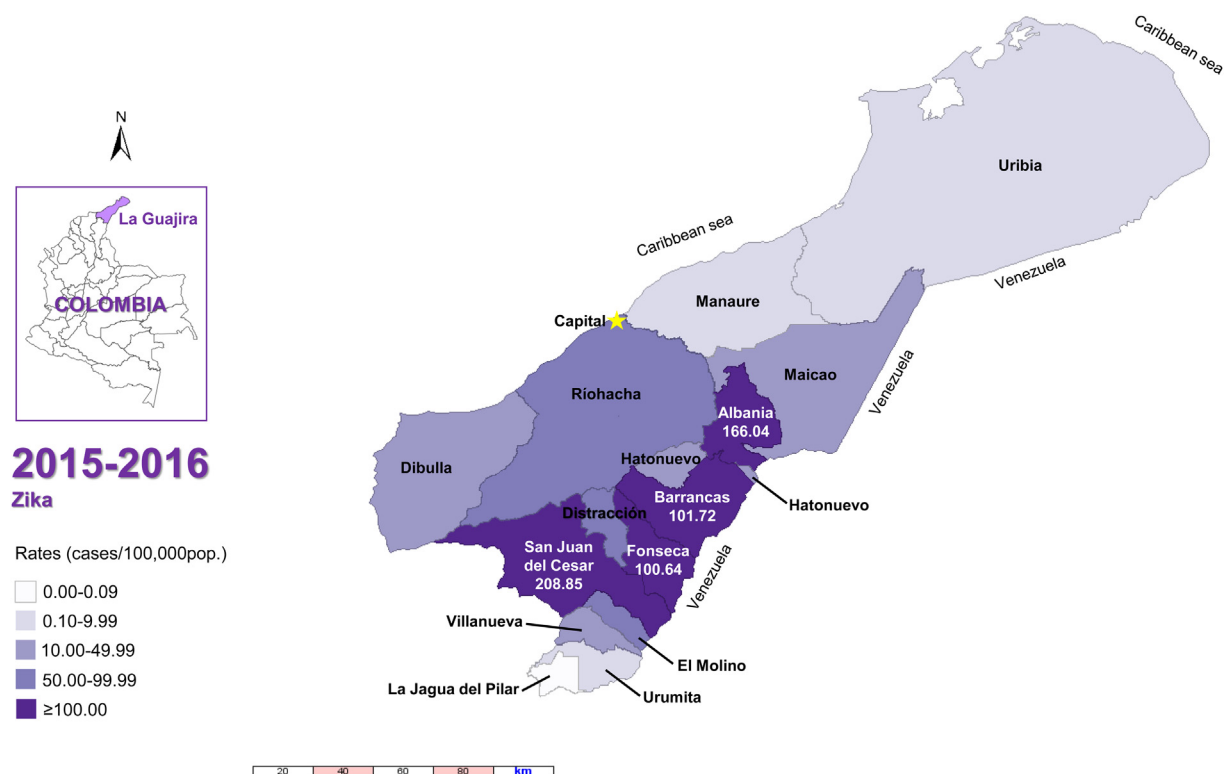 N
La Guajira
COLOMBIA
2015-2016
Zika
Rates (cases/100,000pop.)
0.00-0.09
0.10-9.99
10.00-49.99
50.00-99.99
≥100.00
Caribbean sea
Uribia
Caribbean sea
Venezuela
Manaure
Capital
Maicao
Venezuela
Ríohacha
Albania
166.04
Dibulla
Hatonuevo
Barrancas
101.72
Hatonuevo
Distracción
San Juan
del Cesar
208.85
Fonseca
100.64
Venezuela
Villanueva
El Molino
La Jagua del Pilar
Urumita
20 40 60 80 km